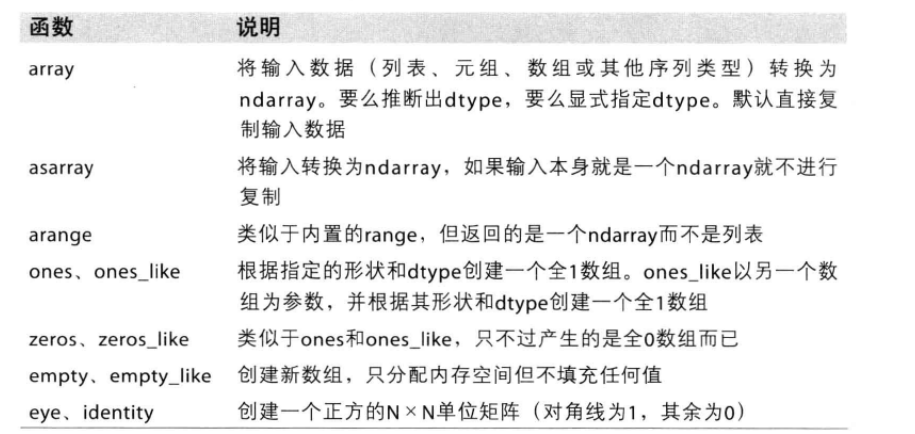 函数 说明
array 将输入数据（列表、元组、数组或其他序列类型）转换为
ndarray。要么推断出dtype，要么显式指定dtype。默认直接复
制输入数据
asarray 将输入转换为ndarray，如果输入本身就是一个ndarray就不进行
复制
arange 类似于内置的range，但返回的是一个ndarray而不是列表
ones、ones_like 根据指定的形状和dtype创建一个全1数组。ones_like以另一个数
组为参数，并根据其形状和dtype创建一个全1数组
zeros、zeros_like 类似于ones和ones_like，只不过产生的是全0数组而已
empty、empty_like 创建新数组，只分配内存空间但不填充任何值
eye、identity 创建一个正方的N×N单位矩阵（对角线为1，其余为0）